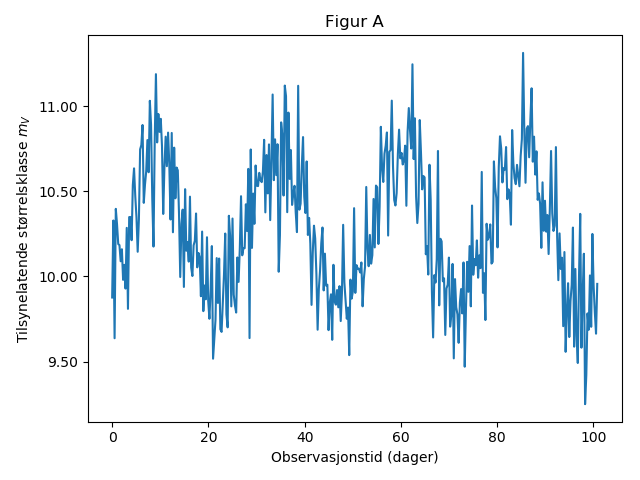 Figur A
Tilsynelatende størrelsklasse $m_V$
11.00
10.50
10.00
9.50
0 20 40 60 80 100
Observasjonstid (dager)